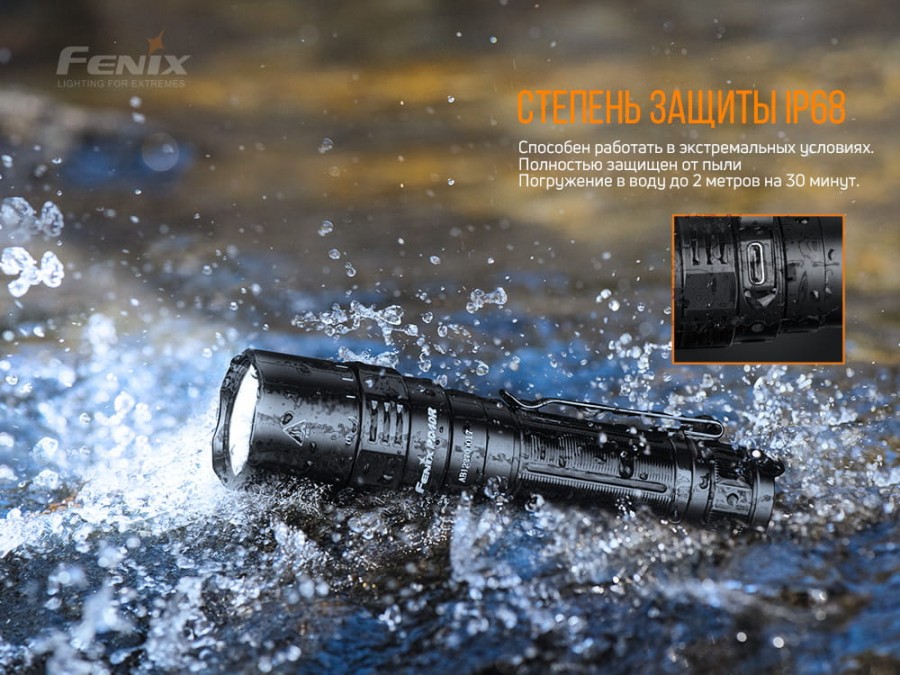 FENIX
LIGHTING FOR EXTREMES
СТЕПЕНЬ ЗАЩИТЫ IP68
Способен работать в экстремальных условиях.
Полностью защищен от пыли
Погружение в воду до 2 метров на 30 минут.
FENIX